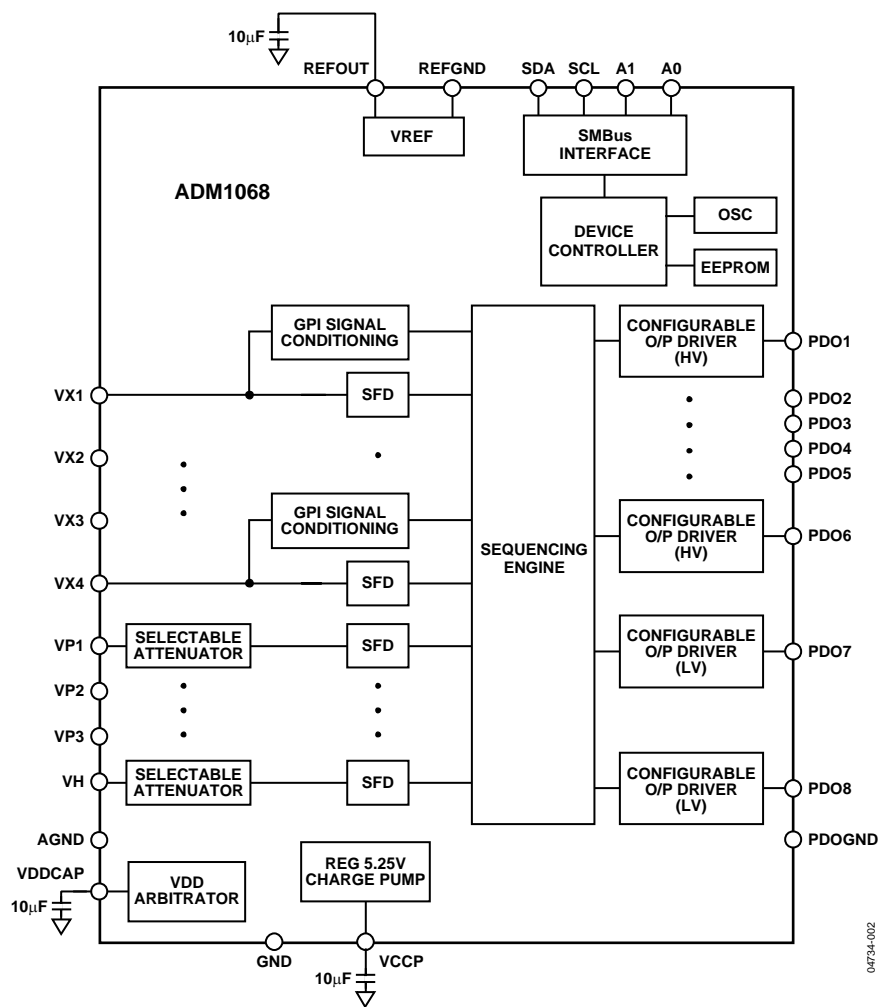 10µF
REFOUT REFGND SDA SCL A1 A0
VREF
SMBus
INTERFACE
ADM1068
DEVICE
CONTROLLER
OSC
EEPROM
GPI SIGNAL
CONDITIONING
CONFIGURABLE
O/P DRIVER
(HV)
PDO1
VX1
SFD
PDO2
PDO3
PDO4
PDO5
VX2
VX3
GPI SIGNAL
CONDITIONING
SEQUENCING
ENGINE
CONFIGURABLE
O/P DRIVER
(HV)
PDO6
VX4
SFD
VP1
SELECTABLE
ATTENUATOR
SFD
CONFIGURABLE
O/P DRIVER
(LV)
PDO7
VP2
VP3
VH
SELECTABLE
ATTENUATOR
SFD
CONFIGURABLE
O/P DRIVER
(LV)
PDO8
AGND
PDOGND
VDDCAP
10µF
VDD
ARBITRATOR
REG 5.25V
CHARGE PUMP
GND
VCCP
10µF
04734-002